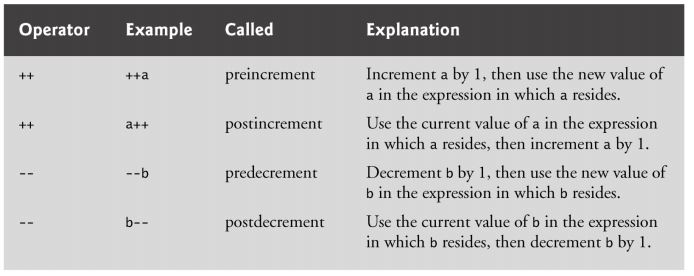 Operator Example Called Explanation
++ ++a preincrement Increment a by 1, then use the new value of
a in the expression in which a resides.
++ a++ postincrement Use the current value of a in the expression
in which a resides, then increment a by 1.
-- --b predecrement Decrement b by 1, then use the new value of
b in the expression in which b resides.
-- b-- postdecrement Use the current value of b in the expression
in which b resides, then decrement b by 1.